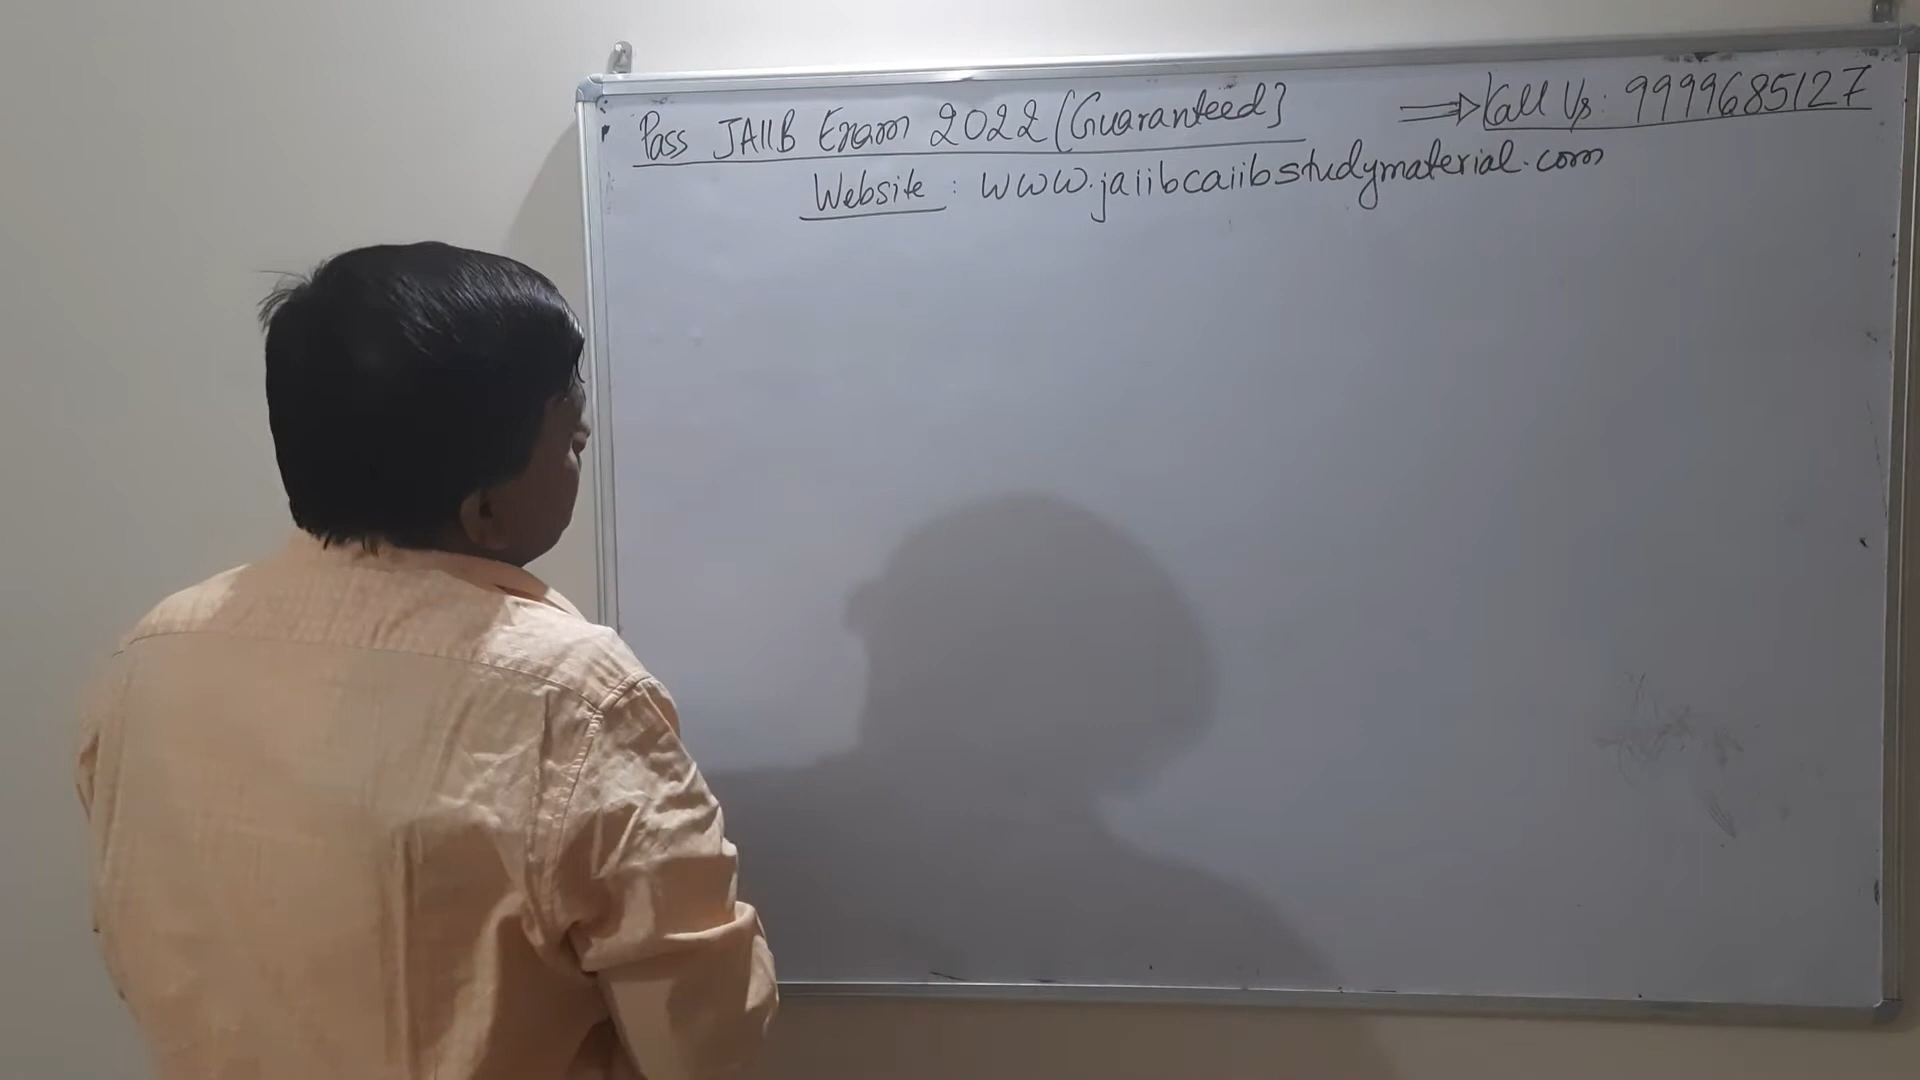 Pass JAIIB Exam 2022 (Guaranteed) ⇒ Call Us: 9999685127
Website : www.jaiibcaiibstudymaterial.com